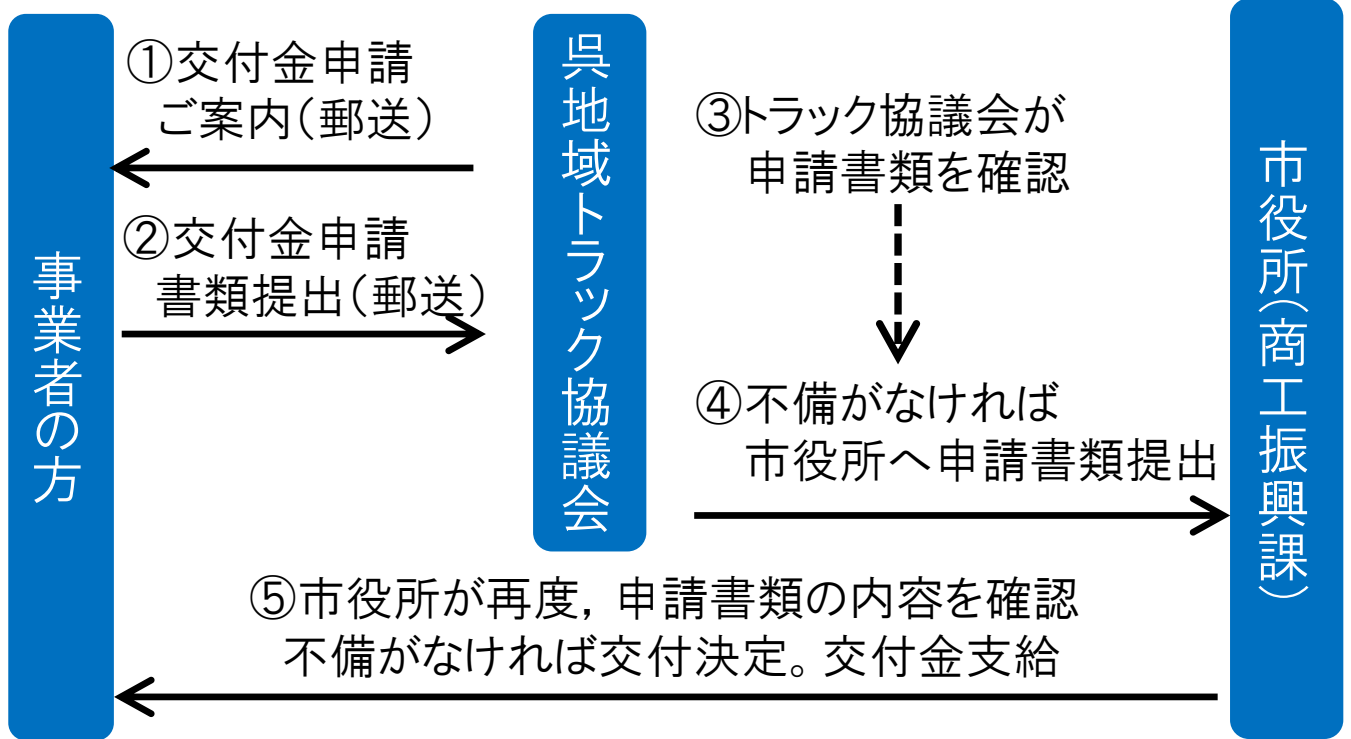 事業者の方
①交付金申請
ご案内（郵送）
②交付金申請
書類提出（郵送）
呉地域トラック協議会
③トラック協議会が
申請書類を確認
④不備がなければ
市役所へ申請書類提出
市役所（商工振興課）
⑤市役所が再度，申請書類の内容を確認
不備がなければ交付決定。交付金支給